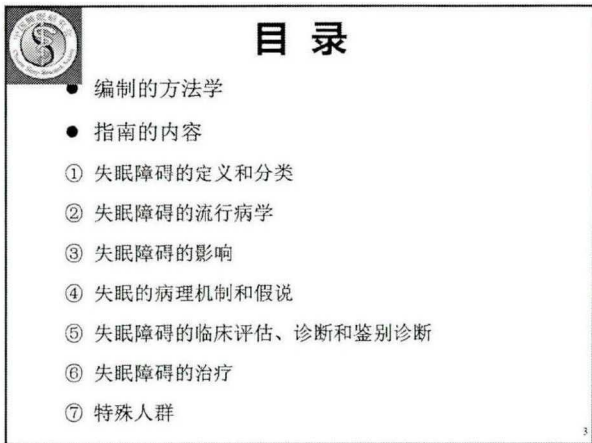 目 录
● 编制的方法学
● 指南的内容
① 失眠障碍的定义和分类
② 失眠障碍的流行病学
③ 失眠障碍的影响
④ 失眠的病理机制和假说
⑤ 失眠障碍的临床评估、诊断和鉴别诊断
⑥ 失眠障碍的治疗
⑦ 特殊人群
3